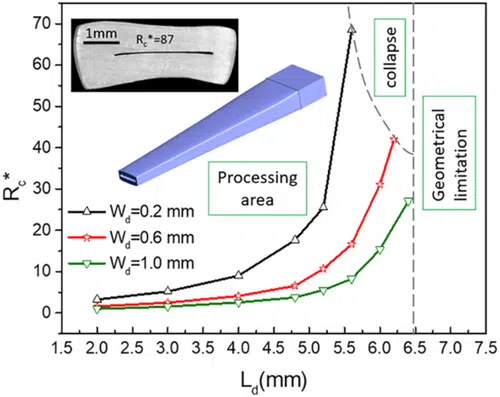 1mm
Rc*=87
collapse
Geometrical
limitation
Processing
area
Wd=0.2 mm
Wd=0.6 mm
Wd=1.0 mm
Rc*
70
60
50
40
30
20
10
0
1.5 2.0 2.5 3.0 3.5 4.0 4.5 5.0 5.5 6.0 6.5 7.0 7.5
Ld(mm)